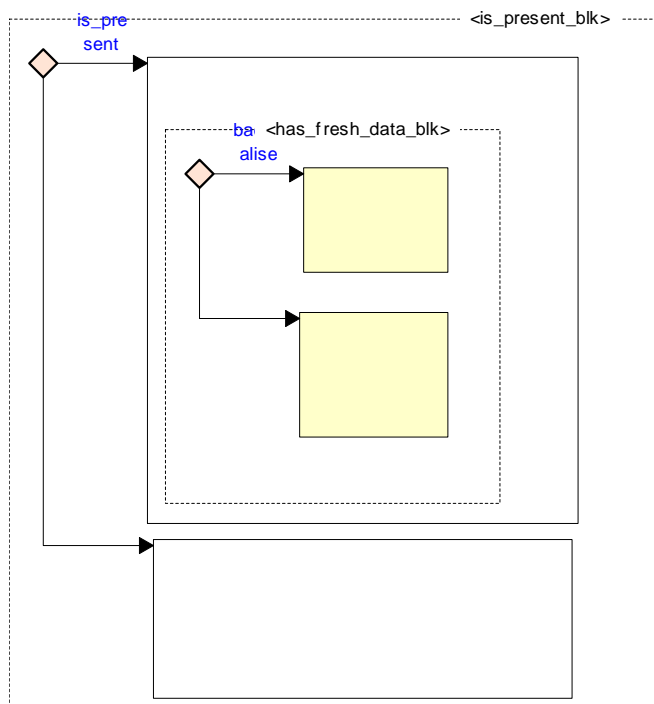 <is_present_blk>
is_pre
sent
ba <has_fresh_data_blk>
alise